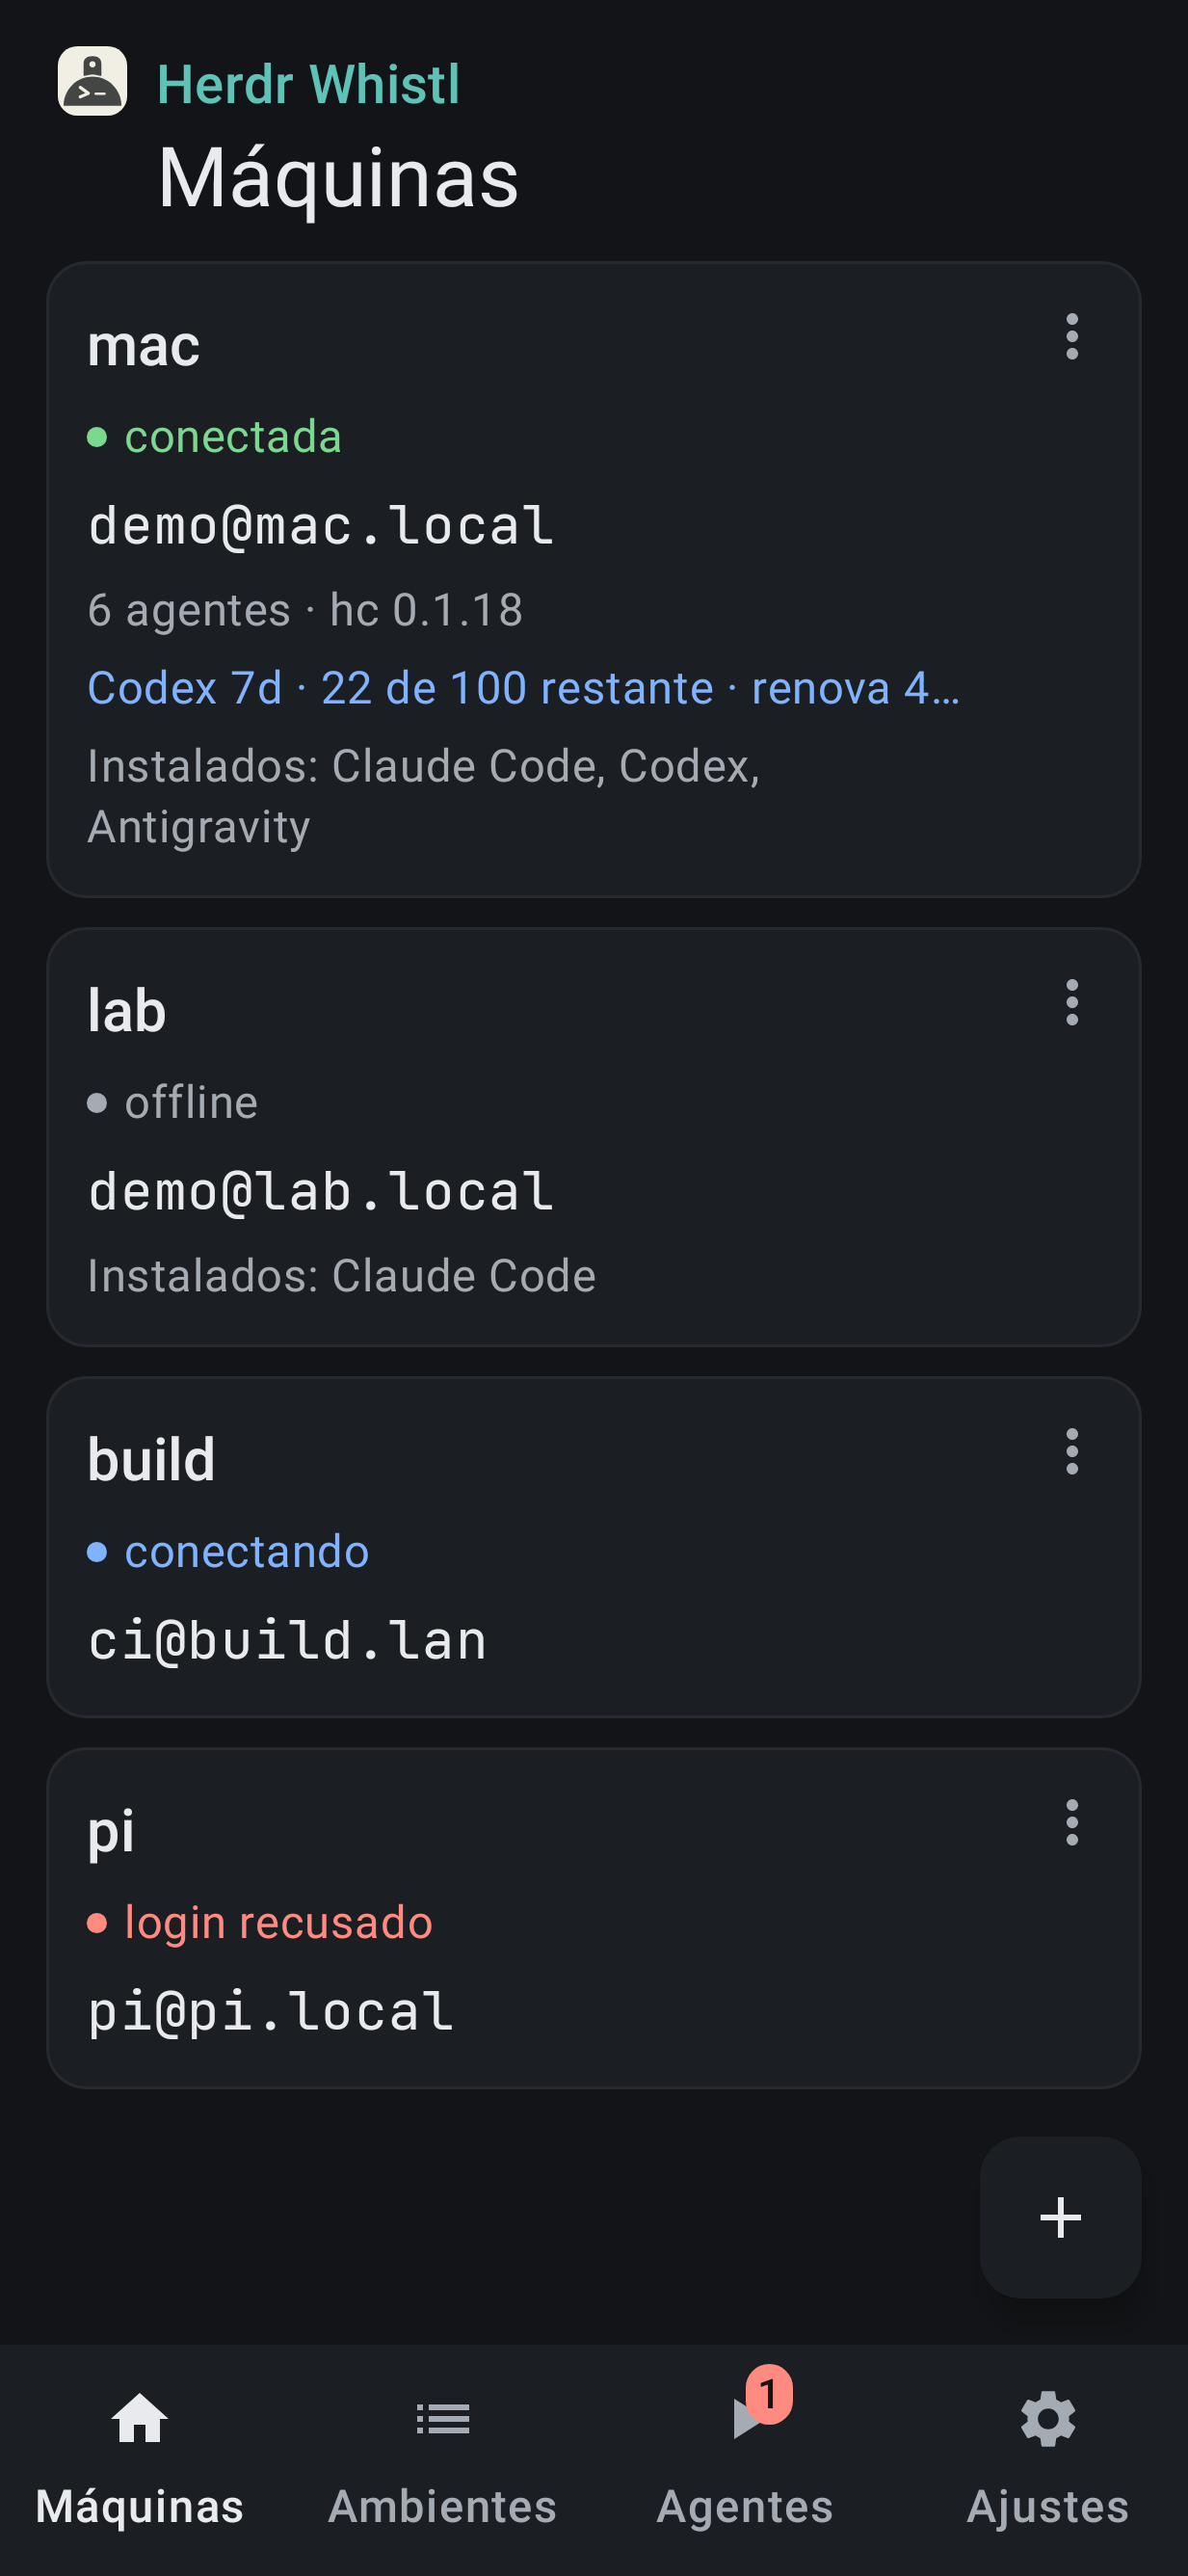 Herdr Whistl
Máquinas
mac
conectada
demo@mac.local
6 agentes · hc 0.1.18
Codex 7d · 22 de 100 restante · renova 4…
Instalados: Claude Code, Codex,
Antigravity
lab
offline
demo@lab.local
Instalados: Claude Code
build
conectando
ci@build.lan
pi
login recusado
pi@pi.local
1
Máquinas
Ambientes
Agentes
Ajustes